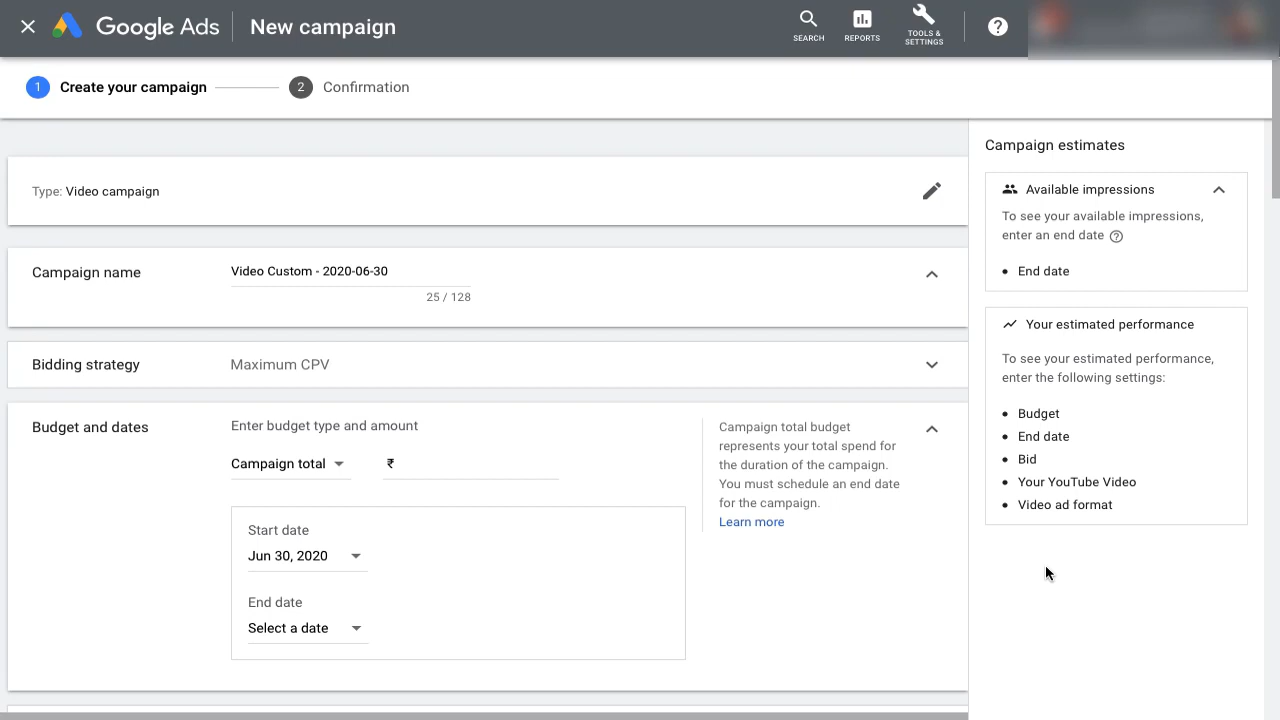 Google Ads
New campaign
SEARCH
REPORTS
TOOLS &
SETTINGS
?
1 Create your campaign
2 Confirmation
Type: Video campaign
Campaign name
Video Custom - 2020-06-30
25 / 128
Bidding strategy
Maximum CPV
Budget and dates
Enter budget type and amount
Campaign total
₹
Start date
Jun 30, 2020
End date
Select a date
Campaign total budget
represents your total spend for
the duration of the campaign.
You must schedule an end date
for the campaign.
Learn more
Campaign estimates
Available impressions
To see your available impressions,
enter an end date ?
• End date
Your estimated performance
To see your estimated performance,
enter the following settings:
• Budget
• End date
• Bid
• Your YouTube Video
• Video ad format